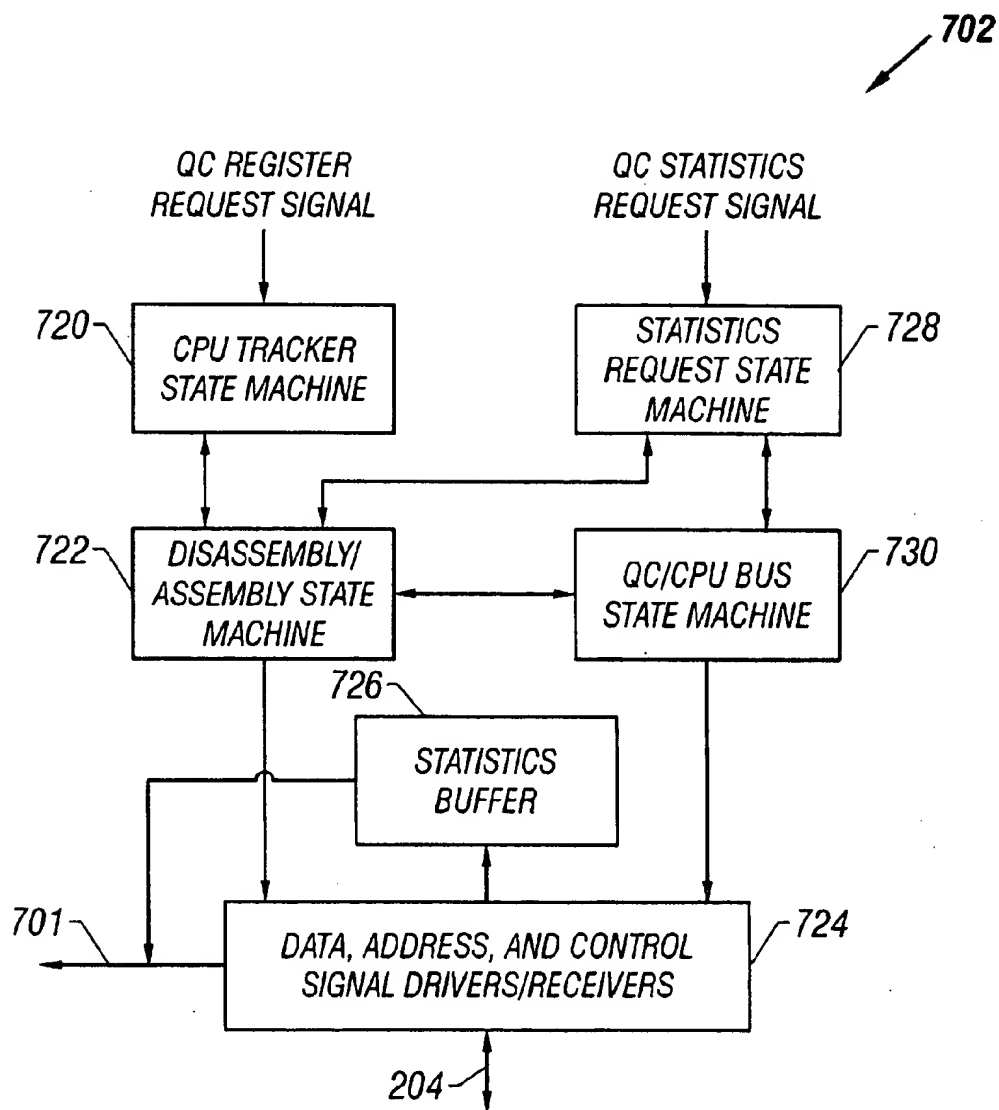 702
QC REGISTER
REQUEST SIGNAL
QC STATISTICS
REQUEST SIGNAL
720
CPU TRACKER
STATE MACHINE
STATISTICS
REQUEST STATE
MACHINE
728
722
DISASSEMBLY/
ASSEMBLY STATE
MACHINE
QC/CPU BUS
STATE MACHINE
730
726
STATISTICS
BUFFER
701
DATA, ADDRESS, AND CONTROL
SIGNAL DRIVERS/RECEIVERS
724
204